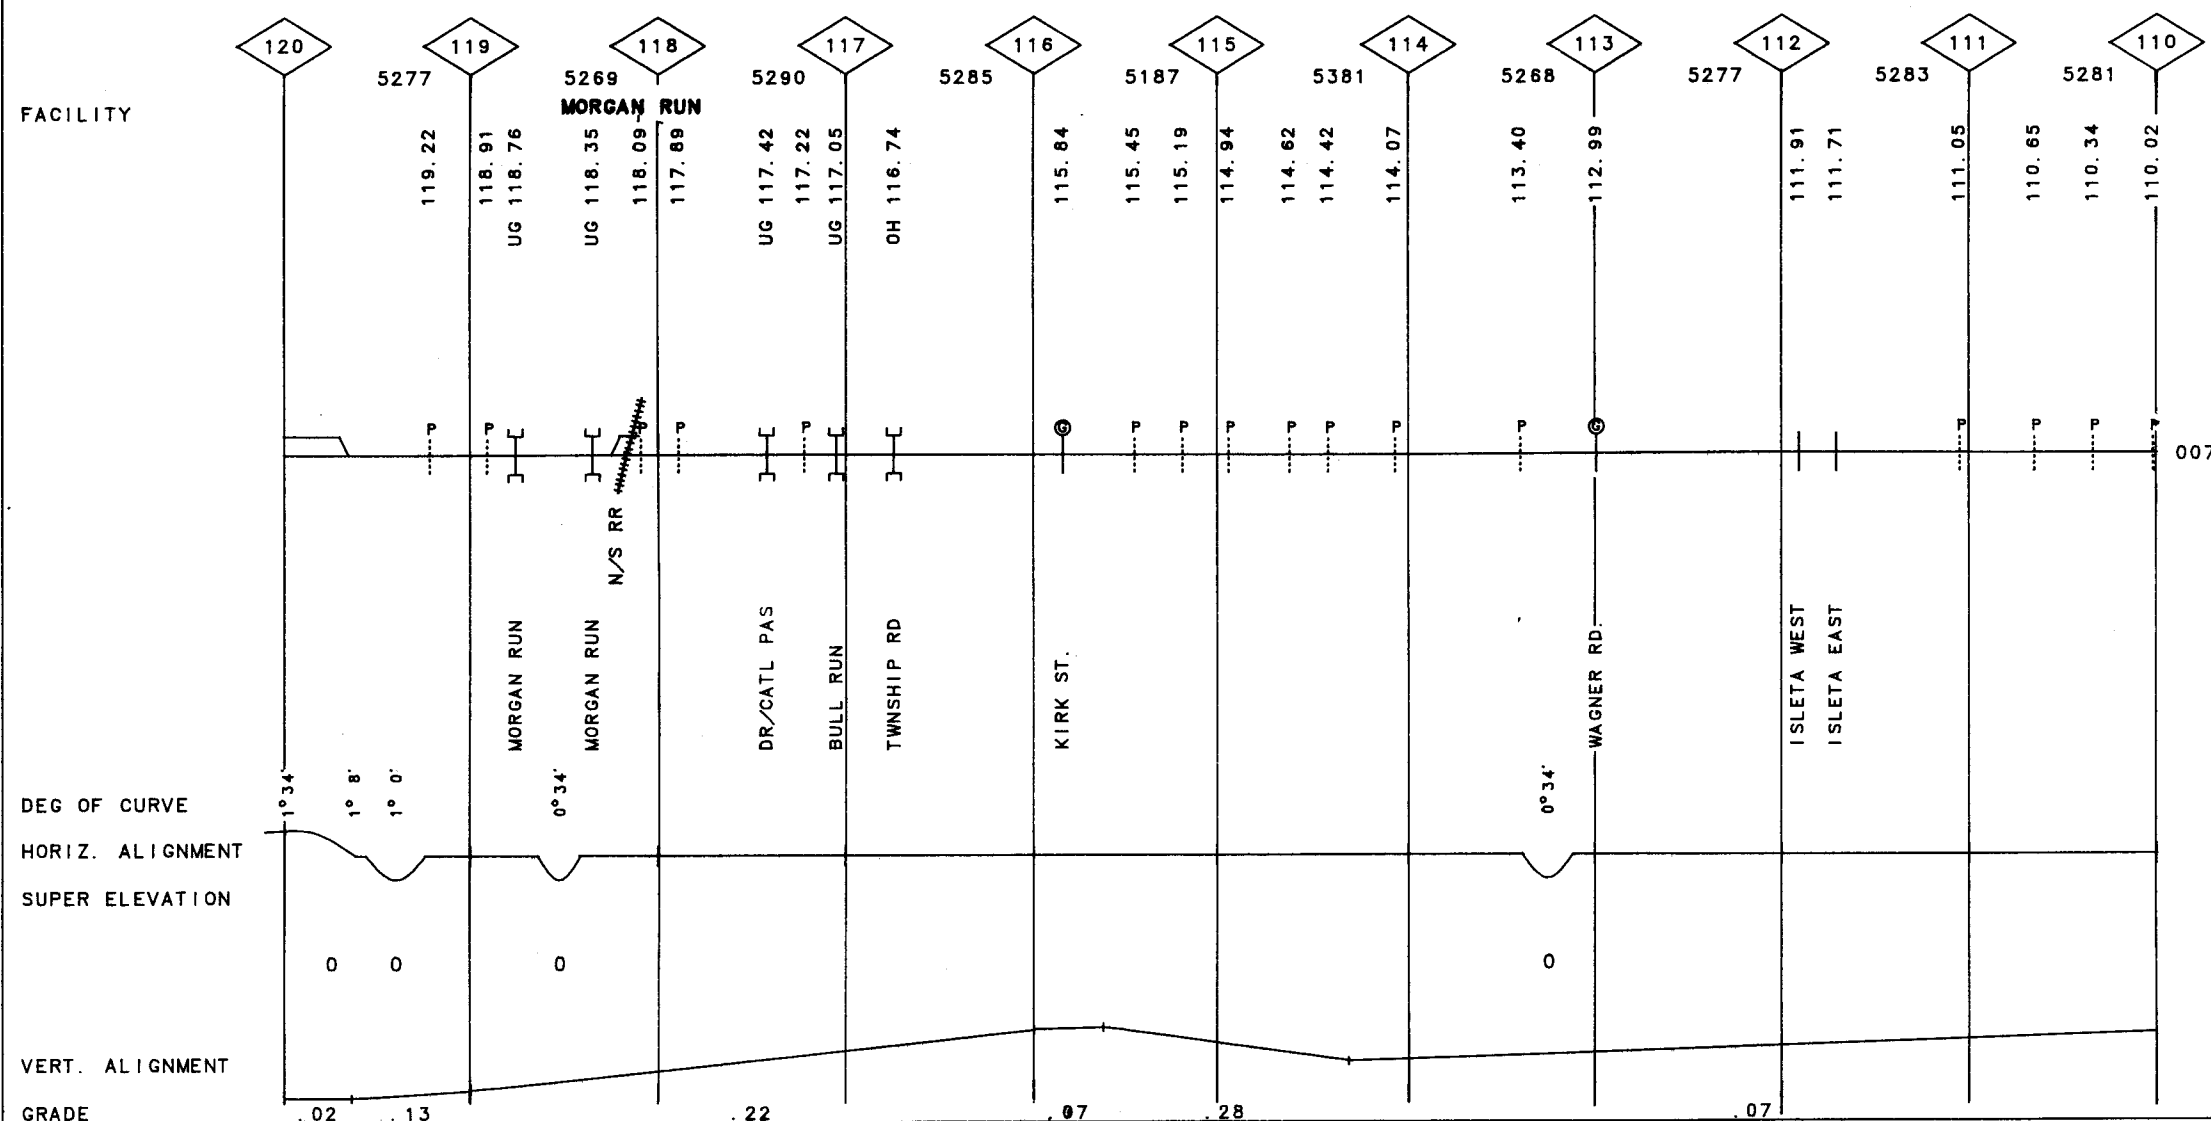 120 119 118 117 116 115 114 113 112 111 110
5277 5269 5290 5285 5187 5381 5268 5277 5283 5281
MORGAN RUN
FACILITY
119.22
118.91
UG 118.76
UG 118.35
118.09
117.89
UG 117.42
117.22
UG 117.05
OH 116.74
115.84
115.45
115.19
114.94
114.62
114.42
114.07
113.40
112.99
111.91
111.71
111.05
110.65
110.34
110.02
P P P P P G P P P P P P P G P P P P
007
N/S RR
MORGAN RUN
MORGAN RUN
DR/CATL PAS
BULL RUN
TWNSHIP RD
KIRK ST.
WAGNER RD.
ISLETA WEST
ISLETA EAST
DEG OF CURVE 1°34' 1° 8' 1° 0' 0°34' 0°34'
HORIZ. ALIGNMENT
SUPER ELEVATION
0 0 0 0
VERT. ALIGNMENT
GRADE .02 .13 .22 .07 .28 .07